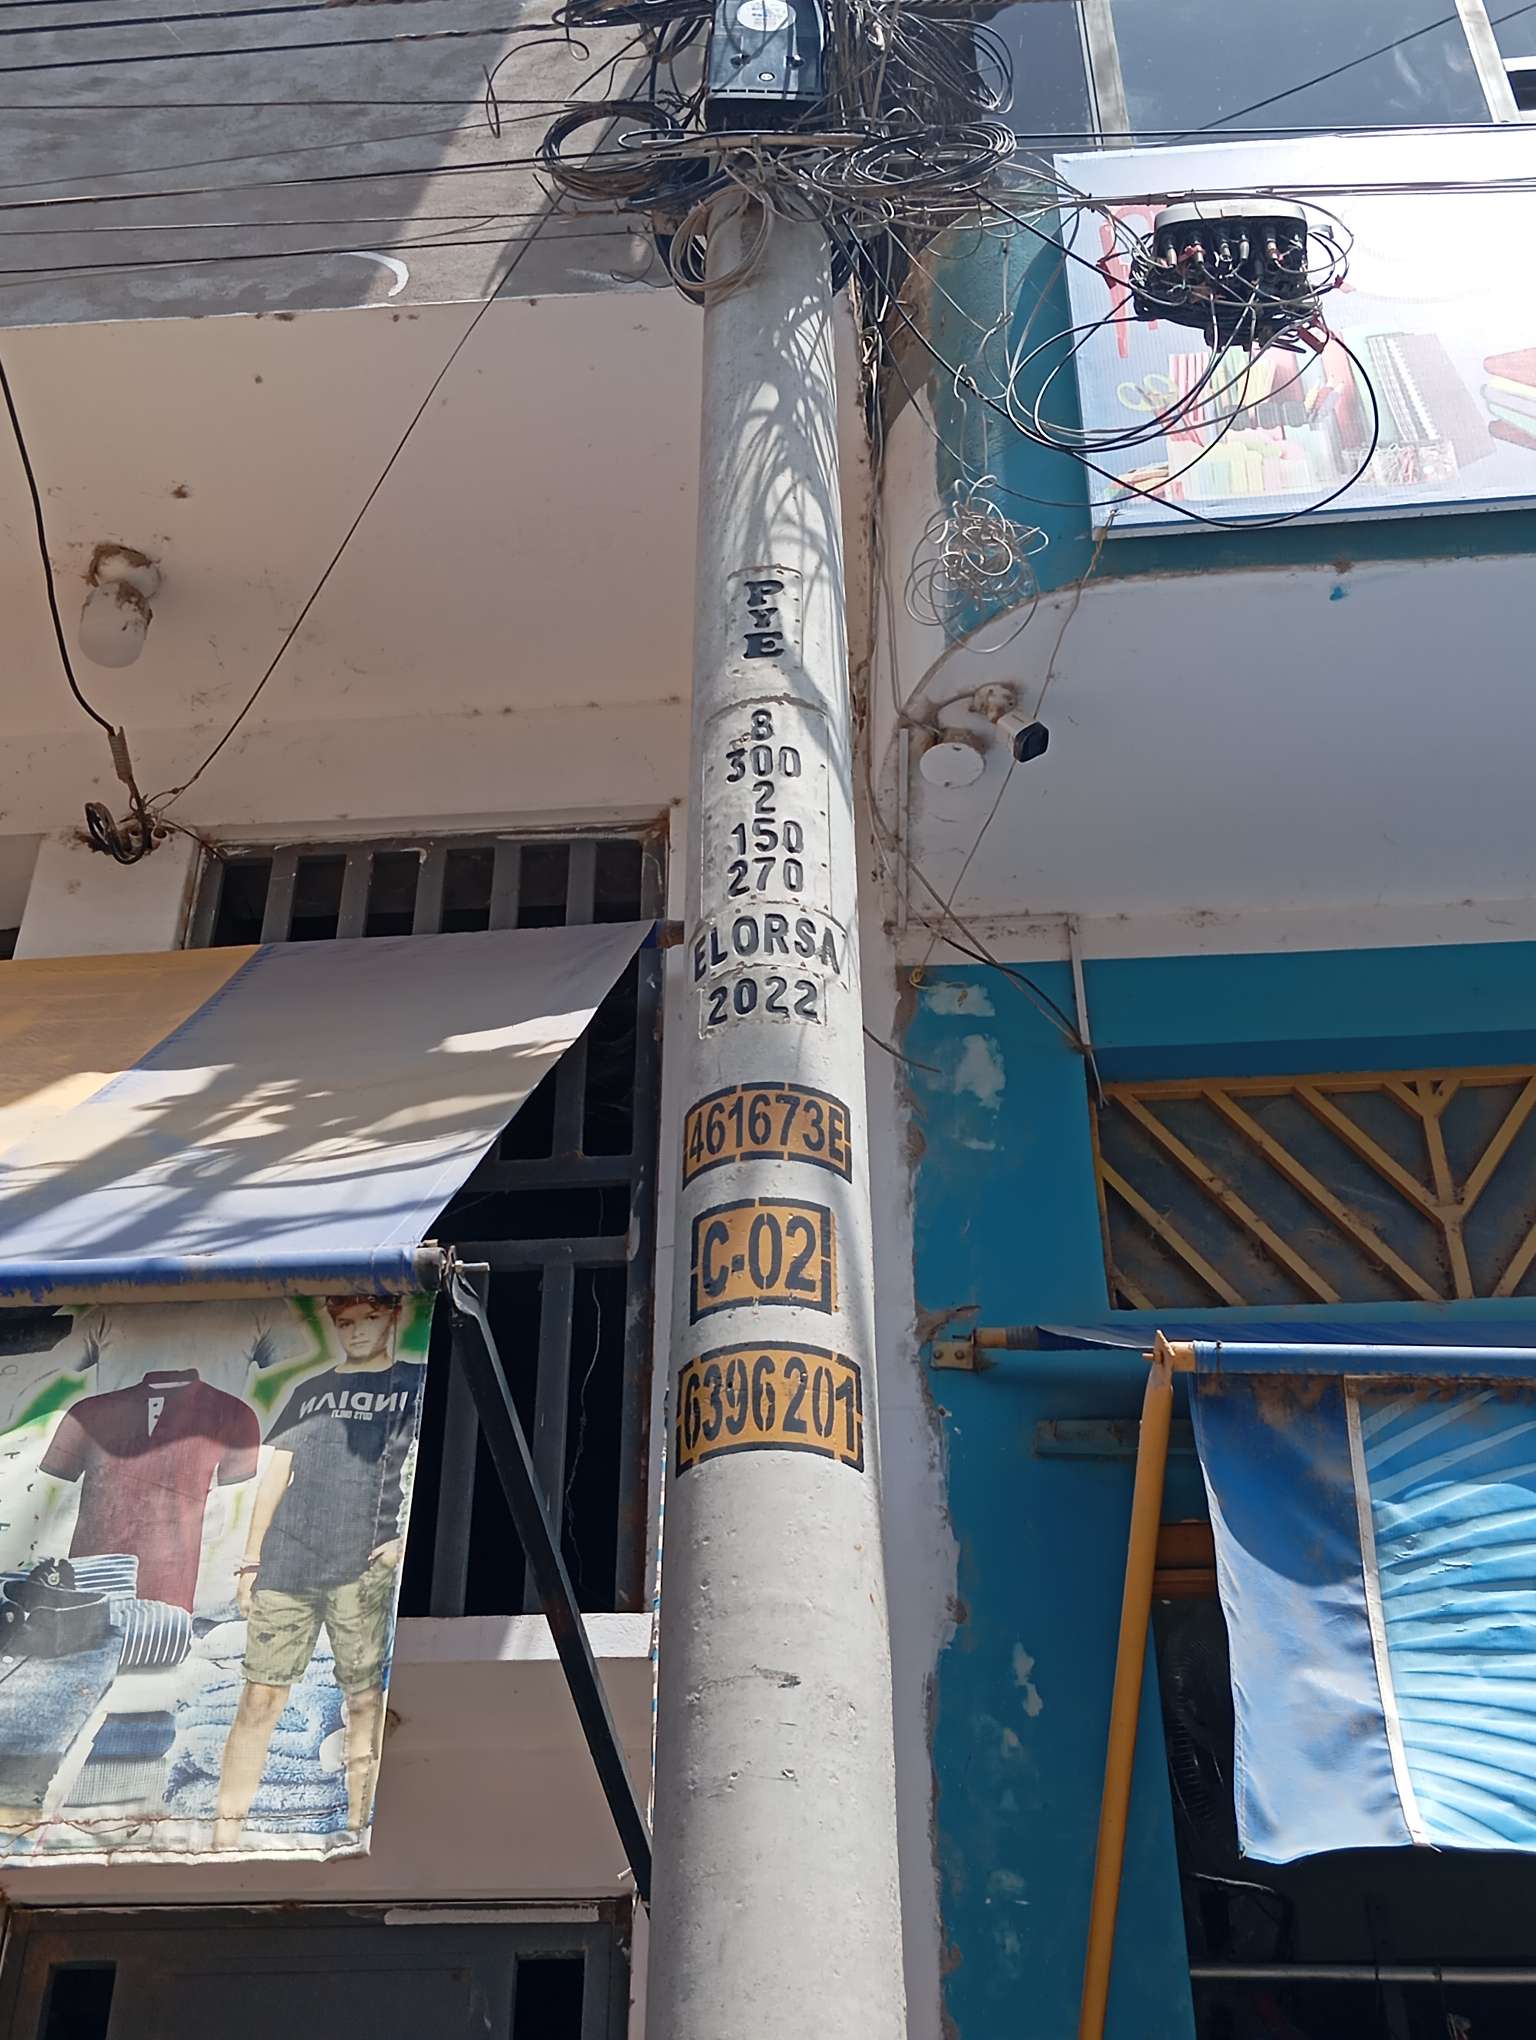 PYE
8
300
2
150
270
ELORSA
2022
461673E
C-02
6396201
INDIAN